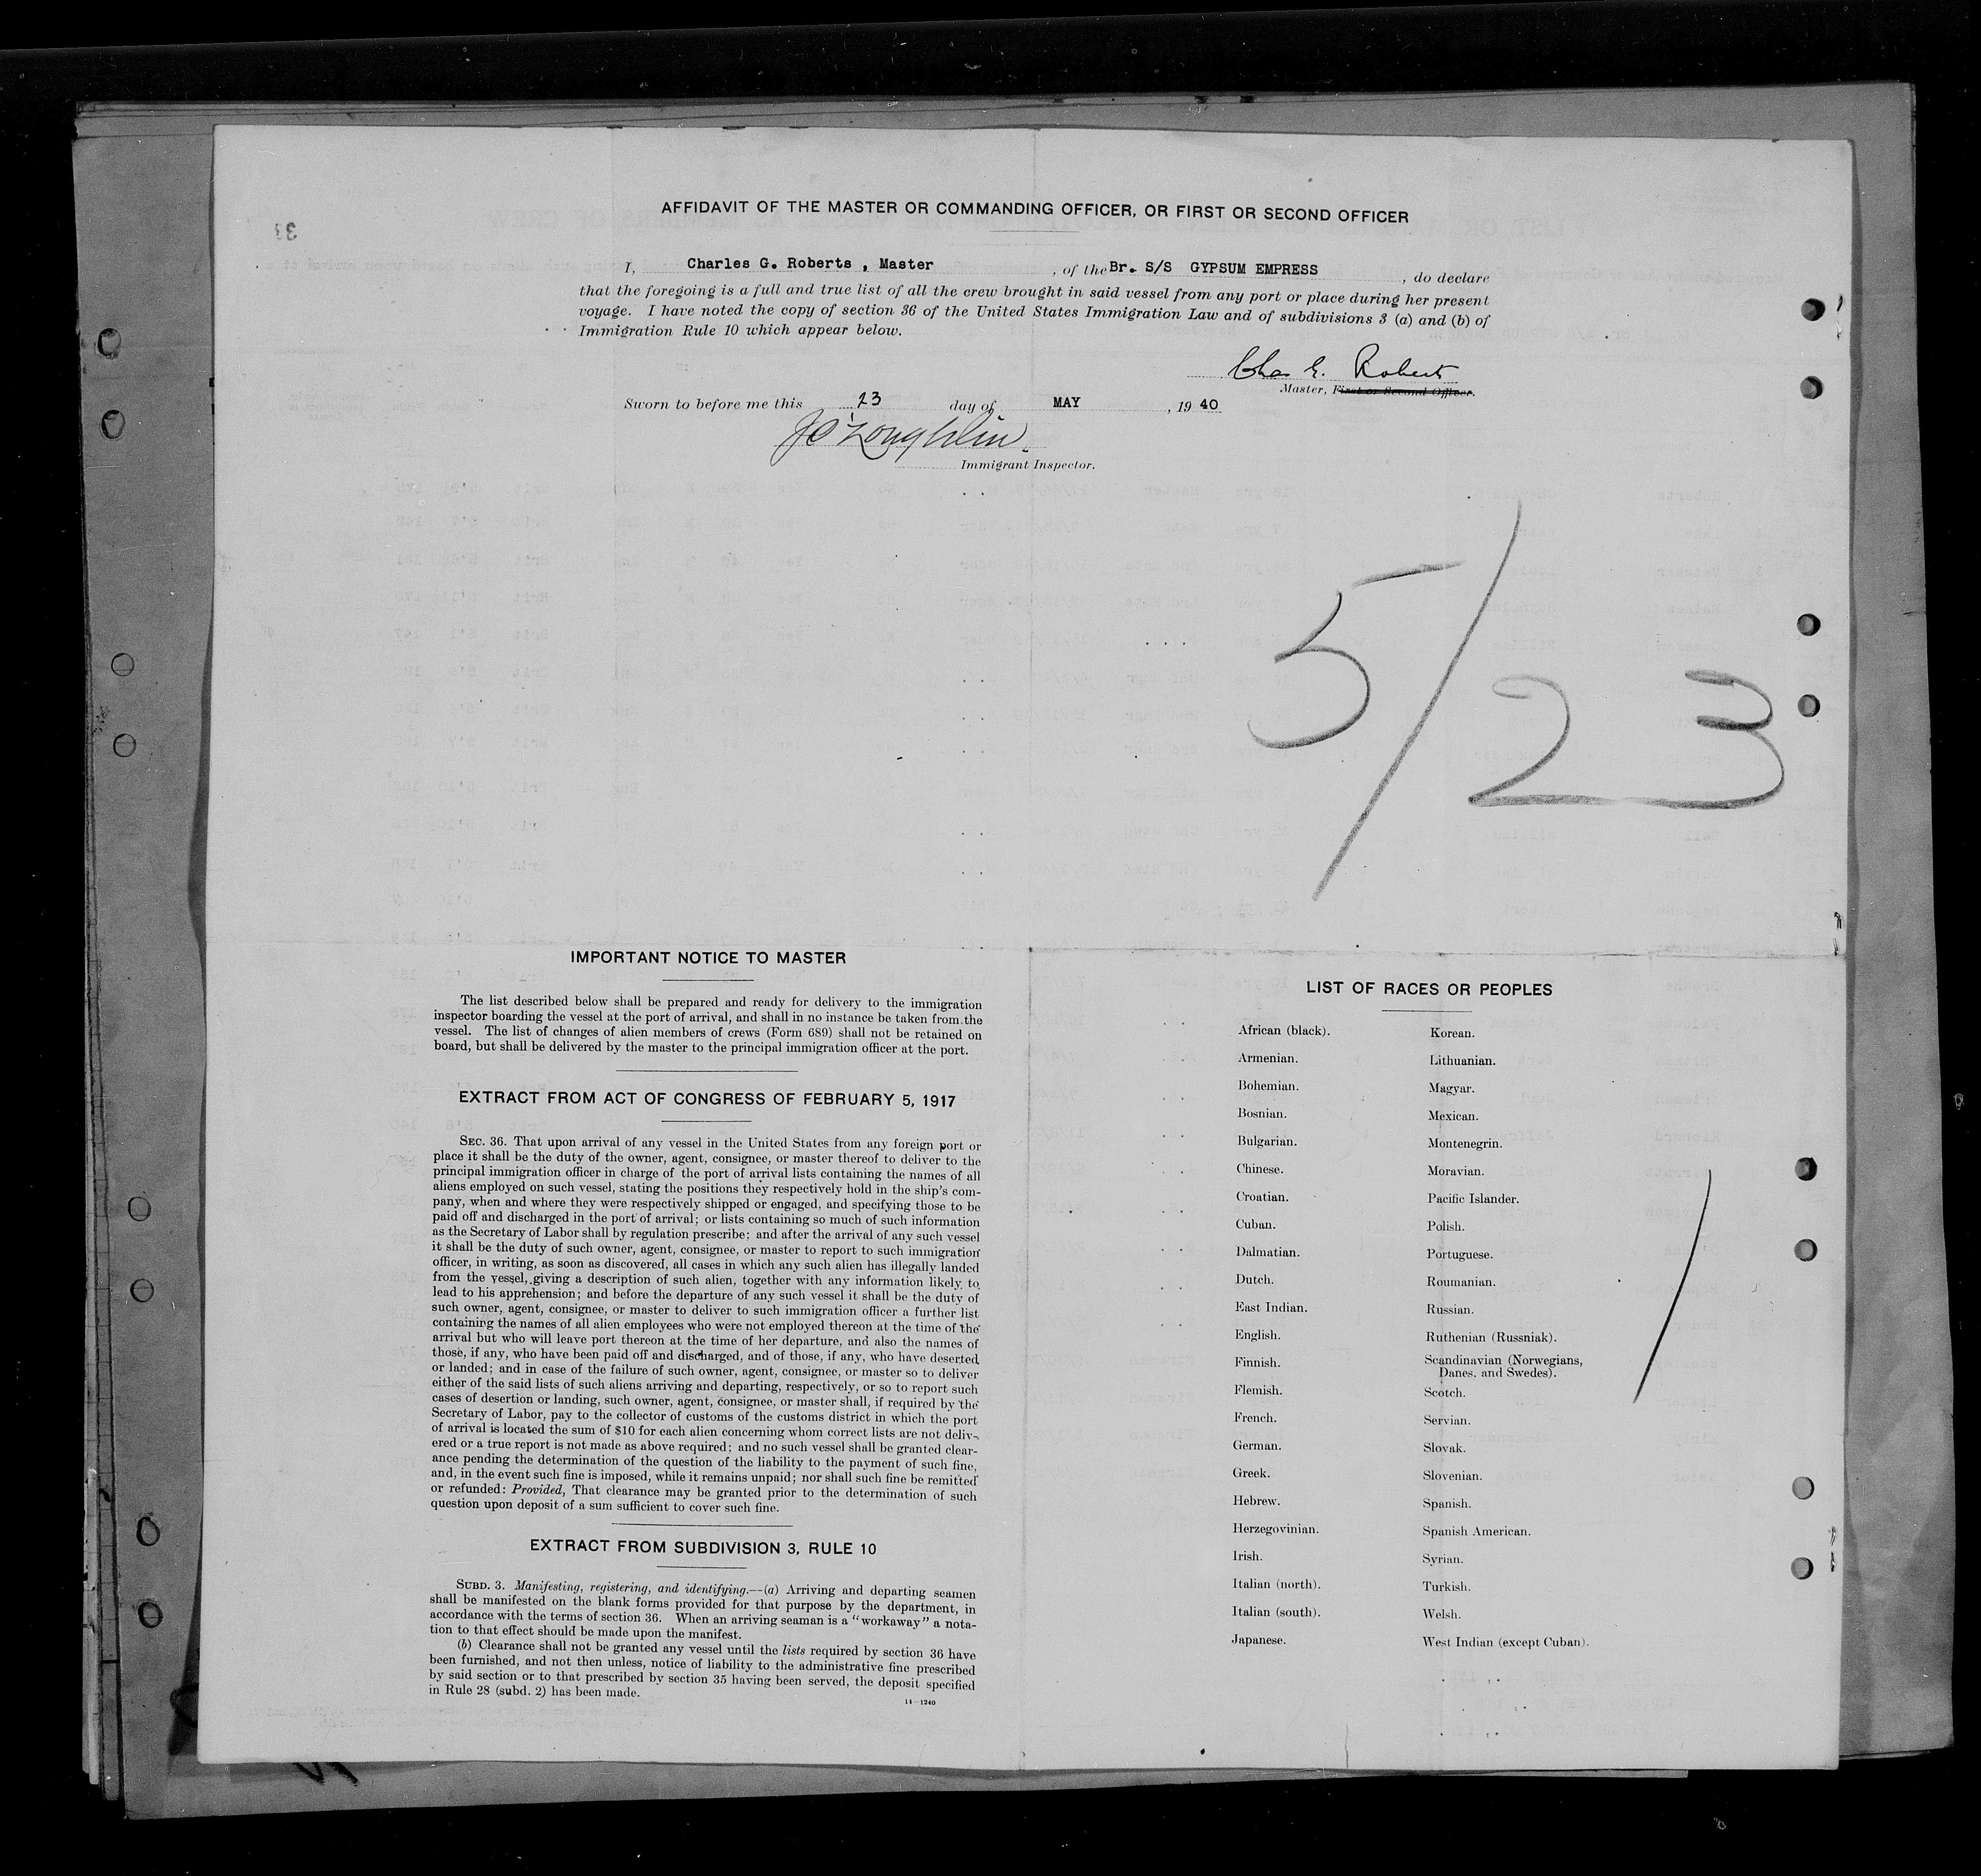 AFFIDAVIT OF THE MASTER OR COMMANDING OFFICER, OR FIRST OR SECOND OFFICER
33
I, Charles G. Roberts , Master , of the Br. S/S GYPSUM EMPRESS , do declare
that the foregoing is a full and true list of all the crew brought in said vessel from any port or place during her present
voyage. I have noted the copy of section 36 of the United States Immigration Law and of subdivisions 3 (a) and (b) of
Immigration Rule 10 which appear below.
Chas G. Roberts
Master, First or Second Officer.
Sworn to before me this 23 day of MAY , 19 40
J O'Loughlin
Immigrant Inspector.
5/23
IMPORTANT NOTICE TO MASTER
The list described below shall be prepared and ready for delivery to the immigration
inspector boarding the vessel at the port of arrival, and shall in no instance be taken from the
vessel. The list of changes of alien members of crews (Form 689) shall not be retained on
board, but shall be delivered by the master to the principal immigration officer at the port.
EXTRACT FROM ACT OF CONGRESS OF FEBRUARY 5, 1917
SEC. 36. That upon arrival of any vessel in the United States from any foreign port or
place it shall be the duty of the owner, agent, consignee, or master thereof to deliver to the
principal immigration officer in charge of the port of arrival lists containing the names of all
aliens employed on such vessel, stating the positions they respectively hold in the ship's com-
pany, when and where they were respectively shipped or engaged, and specifying those to be
paid off and discharged in the port of arrival; or lists containing so much of such information
as the Secretary of Labor shall by regulation prescribe; and after the arrival of any such vessel
it shall be the duty of such owner, agent, consignee, or master to report to such immigration
officer, in writing, as soon as discovered, all cases in which any such alien has illegally landed
from the vessel, giving a description of such alien, together with any information likely to
lead to his apprehension; and before the departure of any such vessel it shall be the duty of
such owner, agent, consignee, or master to deliver to such immigration officer a further list
containing the names of all alien employees who were not employed thereon at the time of the
arrival but who will leave port thereon at the time of her departure, and also the names of
those, if any, who have been paid off and discharged, and of those, if any, who have deserted
or landed; and in case of the failure of such owner, agent, consignee, or master so to deliver
either of the said lists of such aliens arriving and departing, respectively, or so to report such
cases of desertion or landing, such owner, agent, consignee, or master shall, if required by the
Secretary of Labor, pay to the collector of customs of the customs district in which the port
of arrival is located the sum of $10 for each alien concerning whom correct lists are not deliv-
ered or a true report is not made as above required; and no such vessel shall be granted clear-
ance pending the determination of the question of the liability to the payment of such fine,
and, in the event such fine is imposed, while it remains unpaid; nor shall such fine be remitted
or refunded: Provided, That clearance may be granted prior to the determination of such
question upon deposit of a sum sufficient to cover such fine.
EXTRACT FROM SUBDIVISION 3, RULE 10
SUBD. 3. Manifesting, registering, and identifying.—(a) Arriving and departing seamen
shall be manifested on the blank forms provided for that purpose by the department, in
accordance with the terms of section 36. When an arriving seaman is a "workaway" a nota-
tion to that effect should be made upon the manifest.
(b) Clearance shall not be granted any vessel until the lists required by section 36 have
been furnished, and not then unless, notice of liability to the administrative fine prescribed
by said section or to that prescribed by section 35 having been served, the deposit specified
in Rule 28 (subd. 2) has been made.
14—1240
LIST OF RACES OR PEOPLES
African (black).
Armenian.
Bohemian.
Bosnian.
Bulgarian.
Chinese.
Croatian.
Cuban.
Dalmatian.
Dutch.
East Indian.
English.
Finnish.
Flemish.
French.
German.
Greek.
Hebrew.
Herzegovinian.
Irish.
Italian (north).
Italian (south).
Japanese.
Korean.
Lithuanian.
Magyar.
Mexican.
Montenegrin.
Moravian.
Pacific Islander.
Polish.
Portuguese.
Roumanian.
Russian.
Ruthenian (Russniak).
Scandinavian (Norwegians,
Danes, and Swedes).
Scotch.
Servian.
Slovak.
Slovenian.
Spanish.
Spanish American.
Syrian.
Turkish.
Welsh.
West Indian (except Cuban).